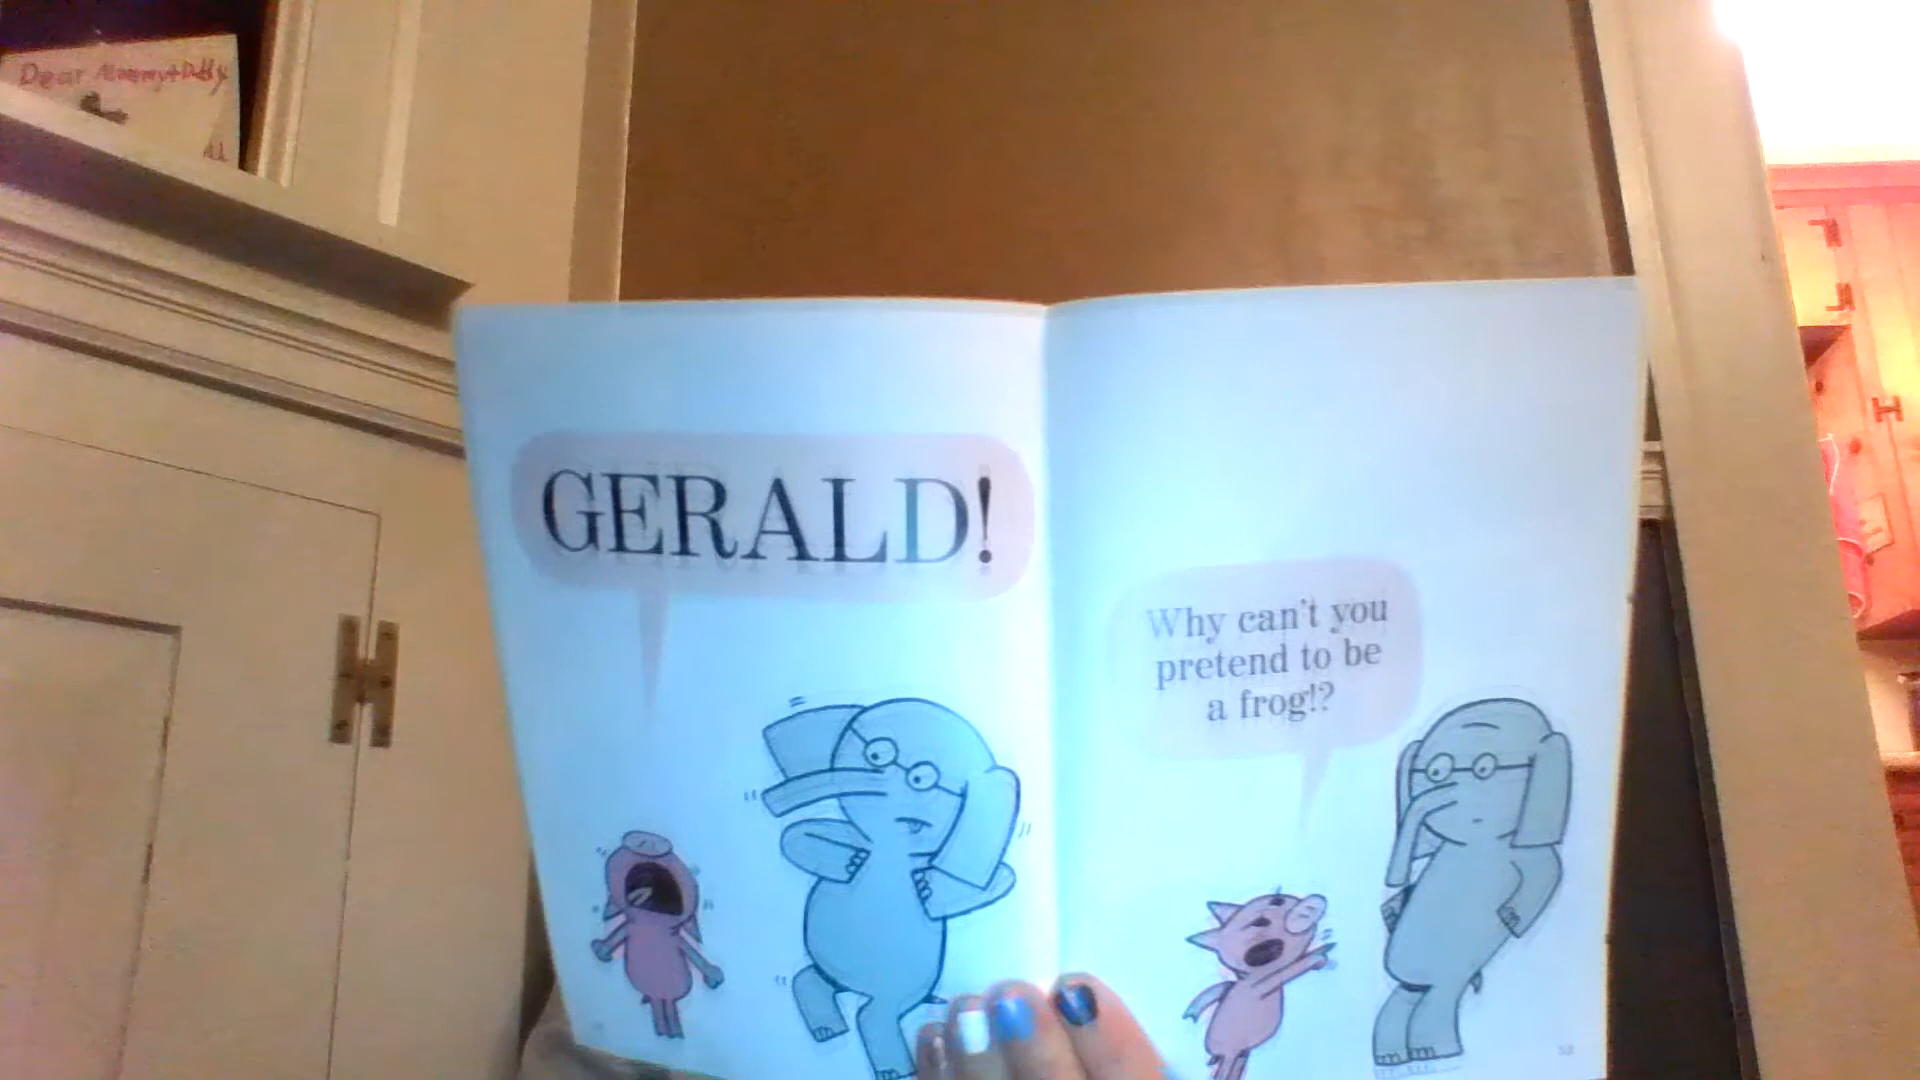 Dear Mommy+Daddy
GERALD!
Why can't you
pretend to be
a frog!?